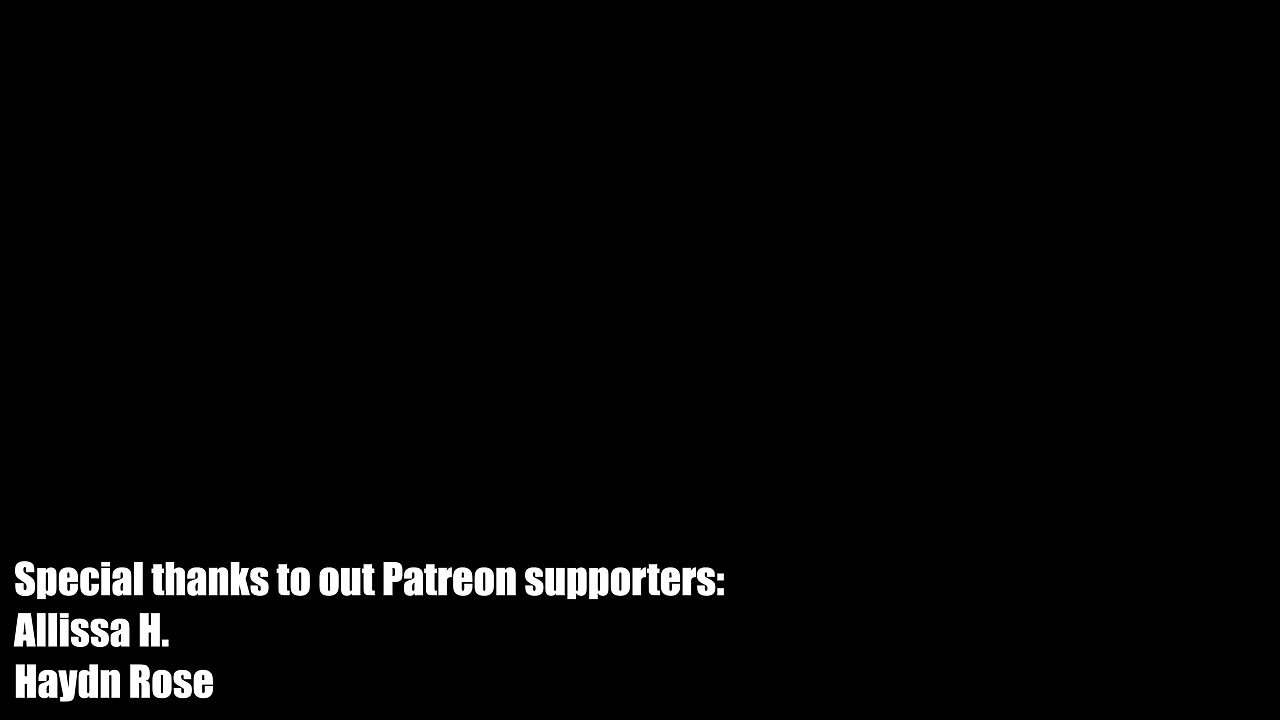 Special thanks to out Patreon supporters:
Allissa H.
Haydn Rose